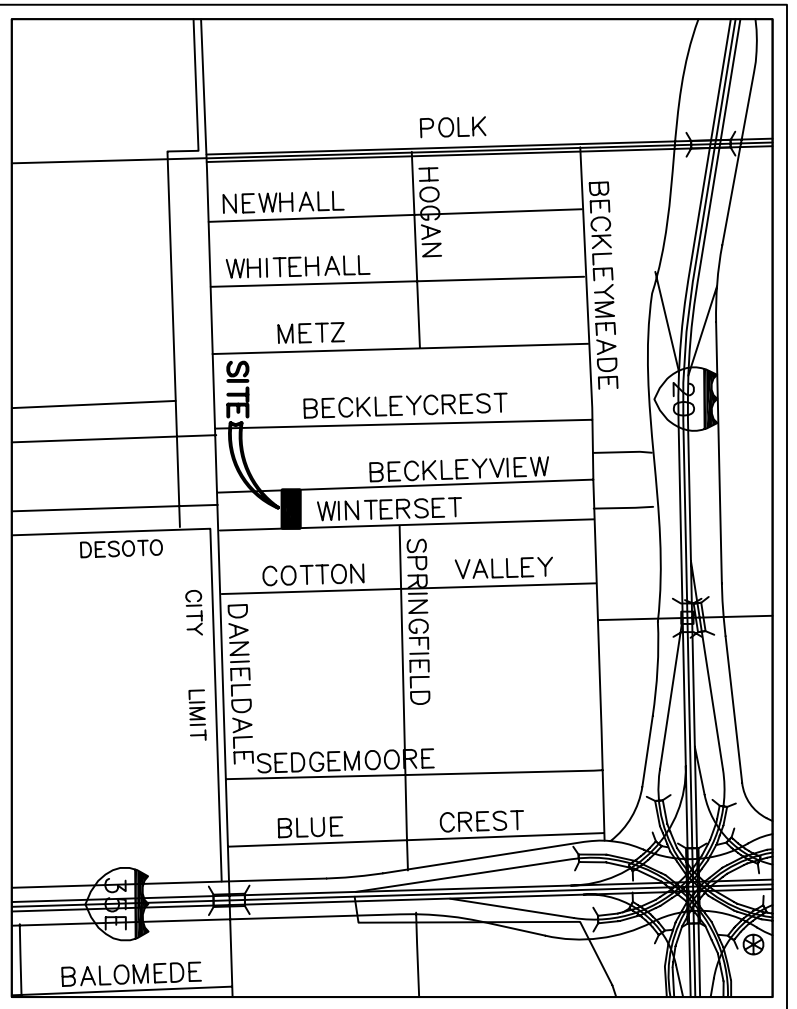 POLK
NEWHALL
HOGAN
BECKLEYMEADE
WHITEHALL
METZ
SITE
20
BECKLEYCREST
BECKLEYVIEW
WINTERSET
DESOTO
CITY LIMIT
COTTON VALLEY
SPRINGFIELD
DANIELDALE
SEDGEMOORE
BLUE CREST
35E
BALOMEDE